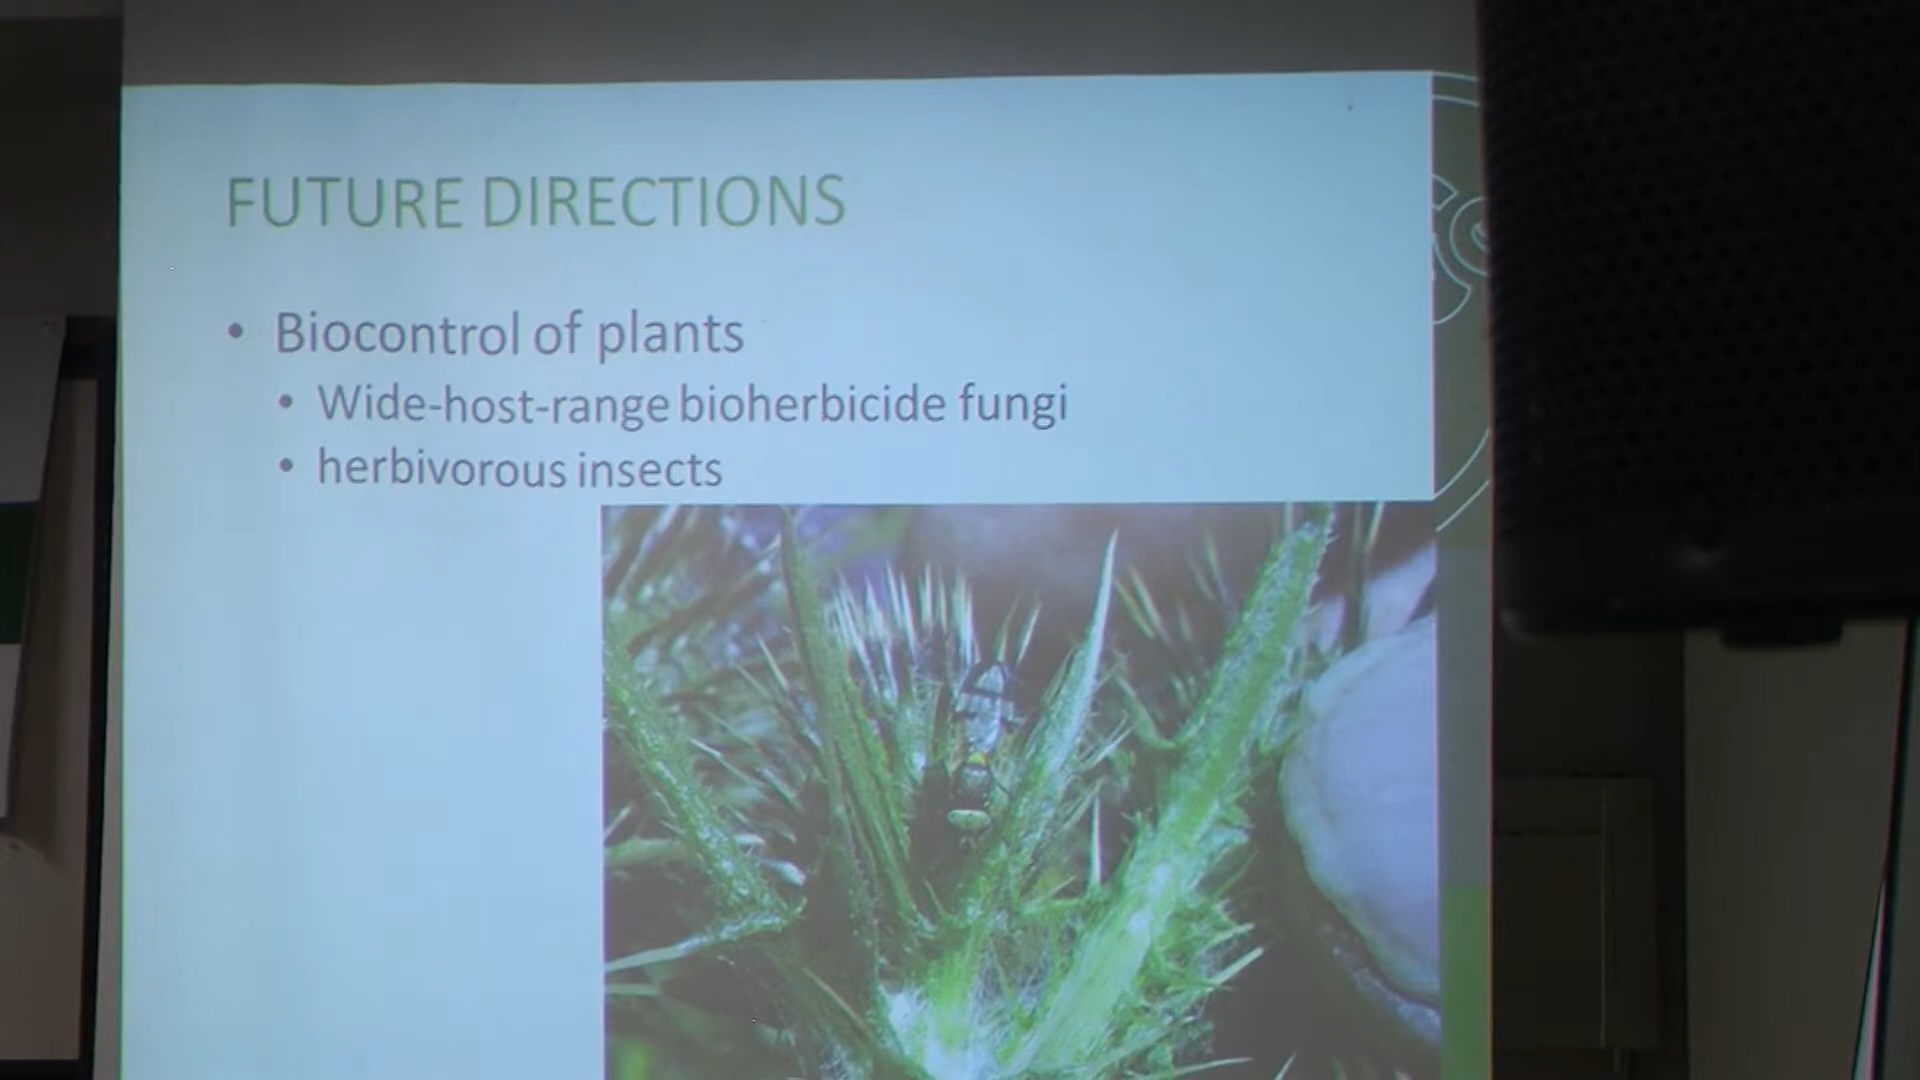 FUTURE DIRECTIONS
• Biocontrol of plants
• Wide-host-range bioherbicide fungi
• herbivorous insects